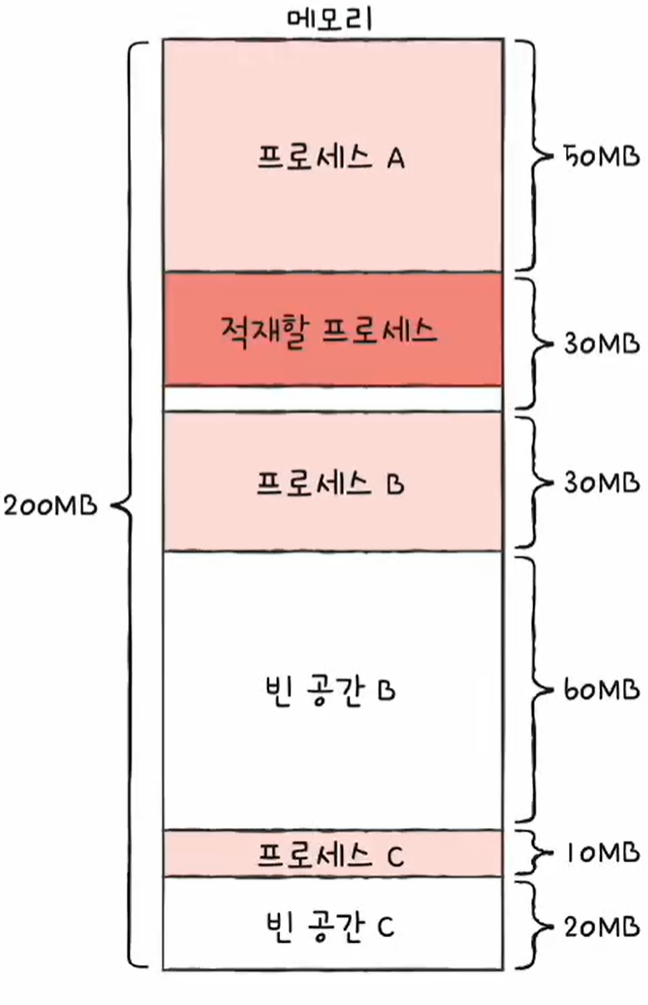 메모리
프로세스 A
50MB
적재할 프로세스
30MB
프로세스 B
30MB
200MB
빈 공간 B
60MB
프로세스 C
10MB
빈 공간 C
20MB